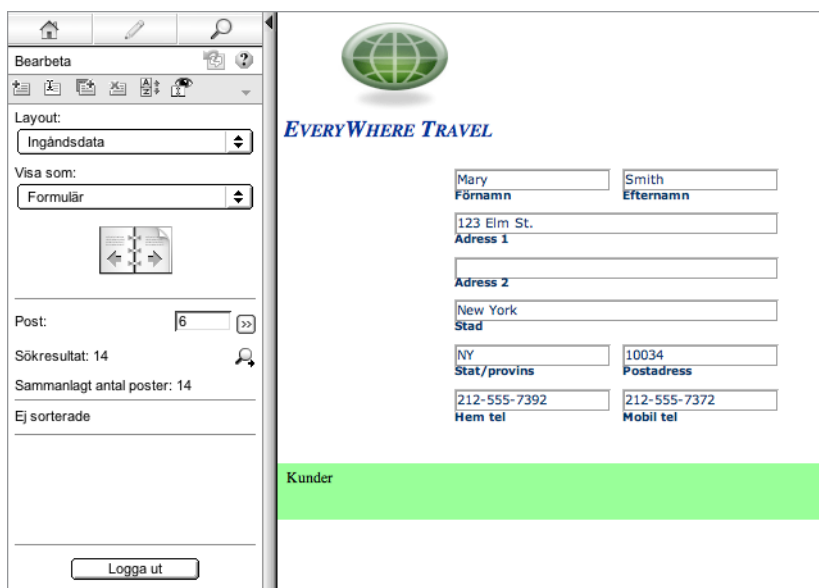 Bearbeta
Layout:
Ingåndsdata
Visa som:
Formulär
Post:
6
Sökresultat: 14
Sammanlagt antal poster: 14
Ej sorterade
Logga ut
EVERYWHERE TRAVEL
Mary Smith
Förnamn Efternamn
123 Elm St.
Adress 1
Adress 2
New York
Stad
NY 10034
Stat/provins Postadress
212-555-7392 212-555-7372
Hem tel Mobil tel
Kunder